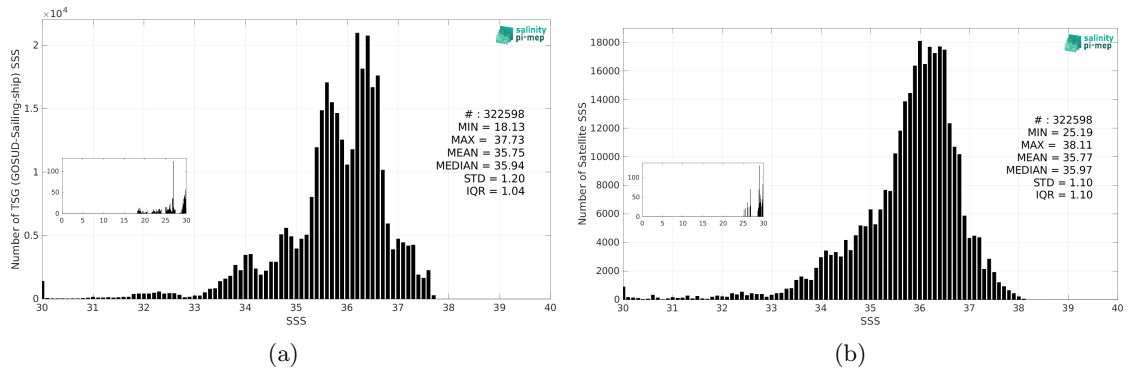 ×10⁴
2
1.5
1
0.5
0
Number of TSG (GOSUD-Sailing-ship) SSS
salinity
pi-mep
# : 322598
MIN = 18.13
MAX = 37.73
MEAN = 35.75
MEDIAN = 35.94
STD = 1.20
IQR = 1.04
100
50
0
0 5 10 15 20 25 30
30 31 32 33 34 35 36 37 38 39 40
SSS
(a)
18000
16000
14000
12000
10000
8000
6000
4000
2000
0
Number of Satellite SSS
salinity
pi-mep
# : 322598
MIN = 25.19
MAX = 38.11
MEAN = 35.77
MEDIAN = 35.97
STD = 1.10
IQR = 1.10
100
50
0
0 5 10 15 20 25 30
30 31 32 33 34 35 36 37 38 39 40
SSS
(b)